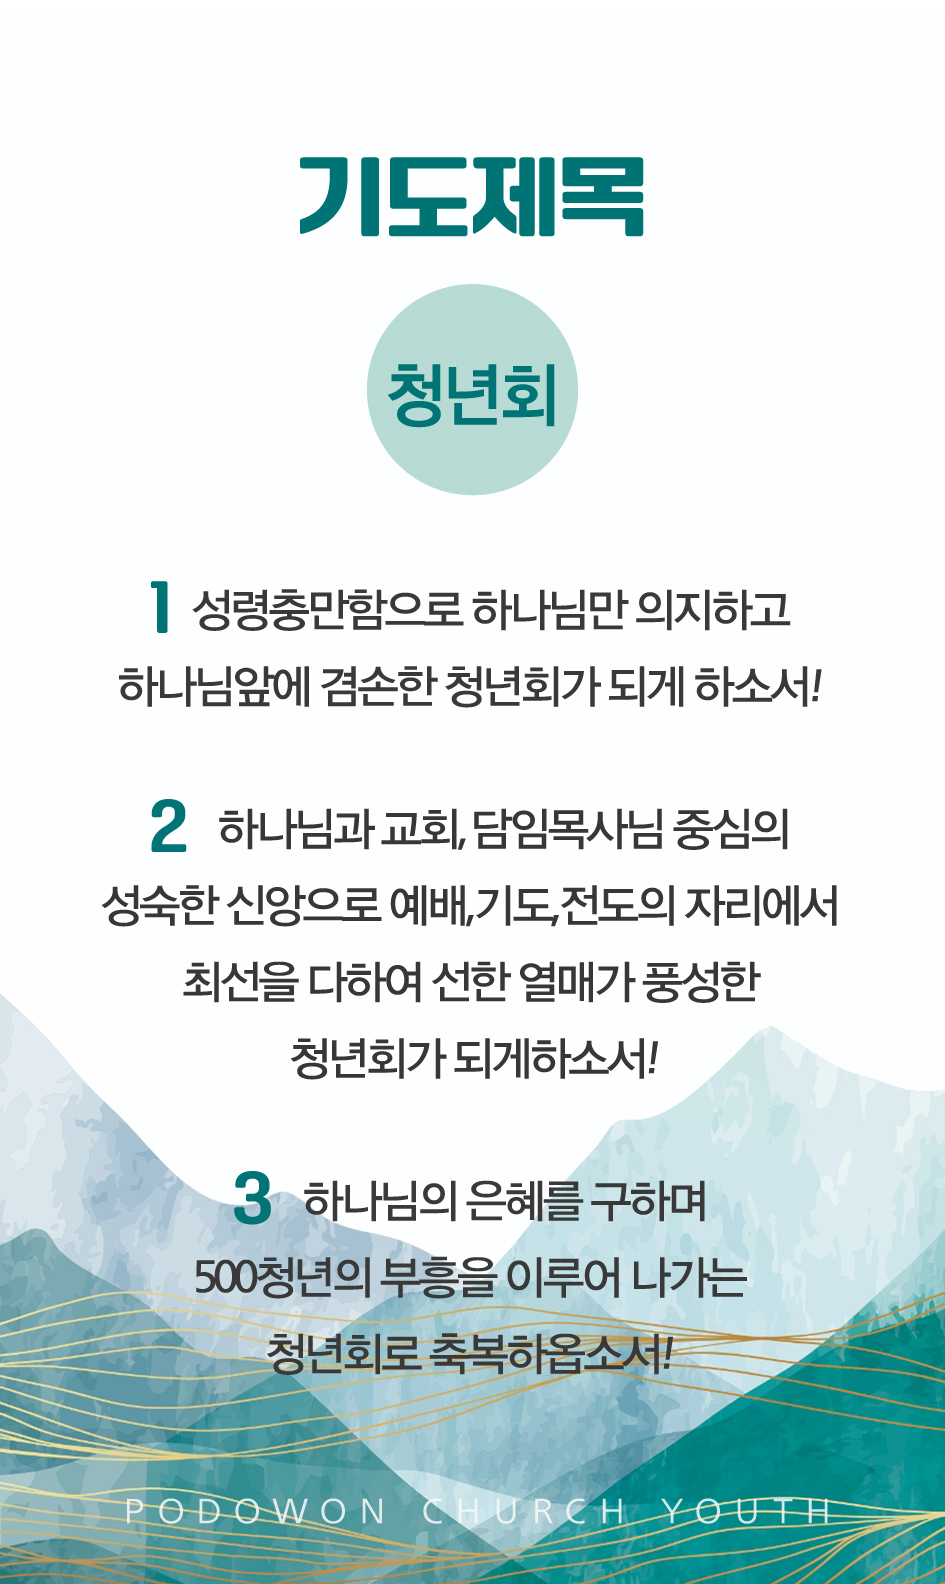 기도제목
청년회
1 성령충만함으로 하나님만 의지하고
하나님앞에 겸손한 청년회가 되게 하소서!
2 하나님과 교회, 담임목사님 중심의
성숙한 신앙으로 예배,기도,전도의 자리에서
최선을 다하여 선한 열매가 풍성한
청년회가 되게하소서!
3 하나님의 은혜를 구하며
500청년의 부흥을 이루어 나가는
청년회로 축복하옵소서!
PODOWON CHURCH YOUTH